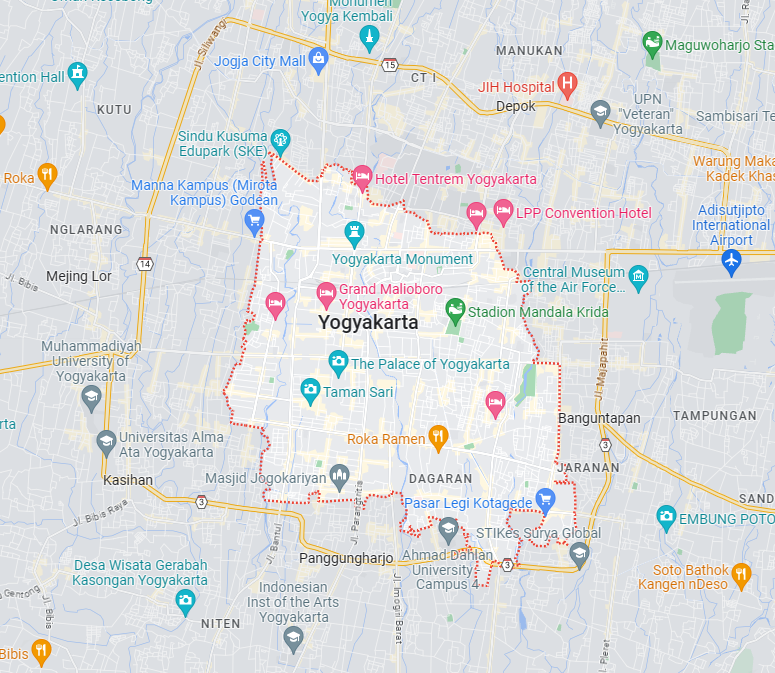 Monumen
Yogya Kembali
Jl. Siliwangi
Jogja City Mall
15
CT I
MANUKAN
Maguwoharjo Sta
ention Hall
KUTU
JIH Hospital
Depok
UPN
"Veteran"
Yogyakarta
Sambisari Te
Sindu Kusuma
Edupark (SKE)
Roka
Manna Kampus (Mirota
Kampus) Godean
Hotel Tentrem Yogyakarta
Warung Maka
Kadek Khas
LPP Convention Hotel
Adisutjipto
International
Airport
NGLARANG
Yogyakarta Monument
14
Mejing Lor
Jl. Bibis
Central Museum
of the Air Force...
Grand Malioboro
Yogyakarta
Yogyakarta
Stadion Mandala Krida
Muhammadiyah
University of
Yogyakarta
The Palace of Yogyakarta
Jl. Majapahit
Taman Sari
rta
Banguntapan
TAMPUNGAN
Universitas Alma
Ata Yogyakarta
Roka Ramen
3
Kasihan
Masjid Jogokariyan
DAGARAN
JARANAN
Jl. Parangtritis
3
Pasar Legi Kotagede
SAND
Jl. Bibis Raya
EMBUNG POTO
Jl. Bantul
STIKes Surya Global
Panggungharjo
Ahmad Dahlan
University
Campus 4
3
Desa Wisata Gerabah
Kasongan Yogyakarta
Soto Bathok
Kangen nDeso
Indonesian
Inst of the Arts
Yogyakarta
Jl. Imogiri Barat
Jl. Bibis
NITEN
Bibis
Jl. Pleret